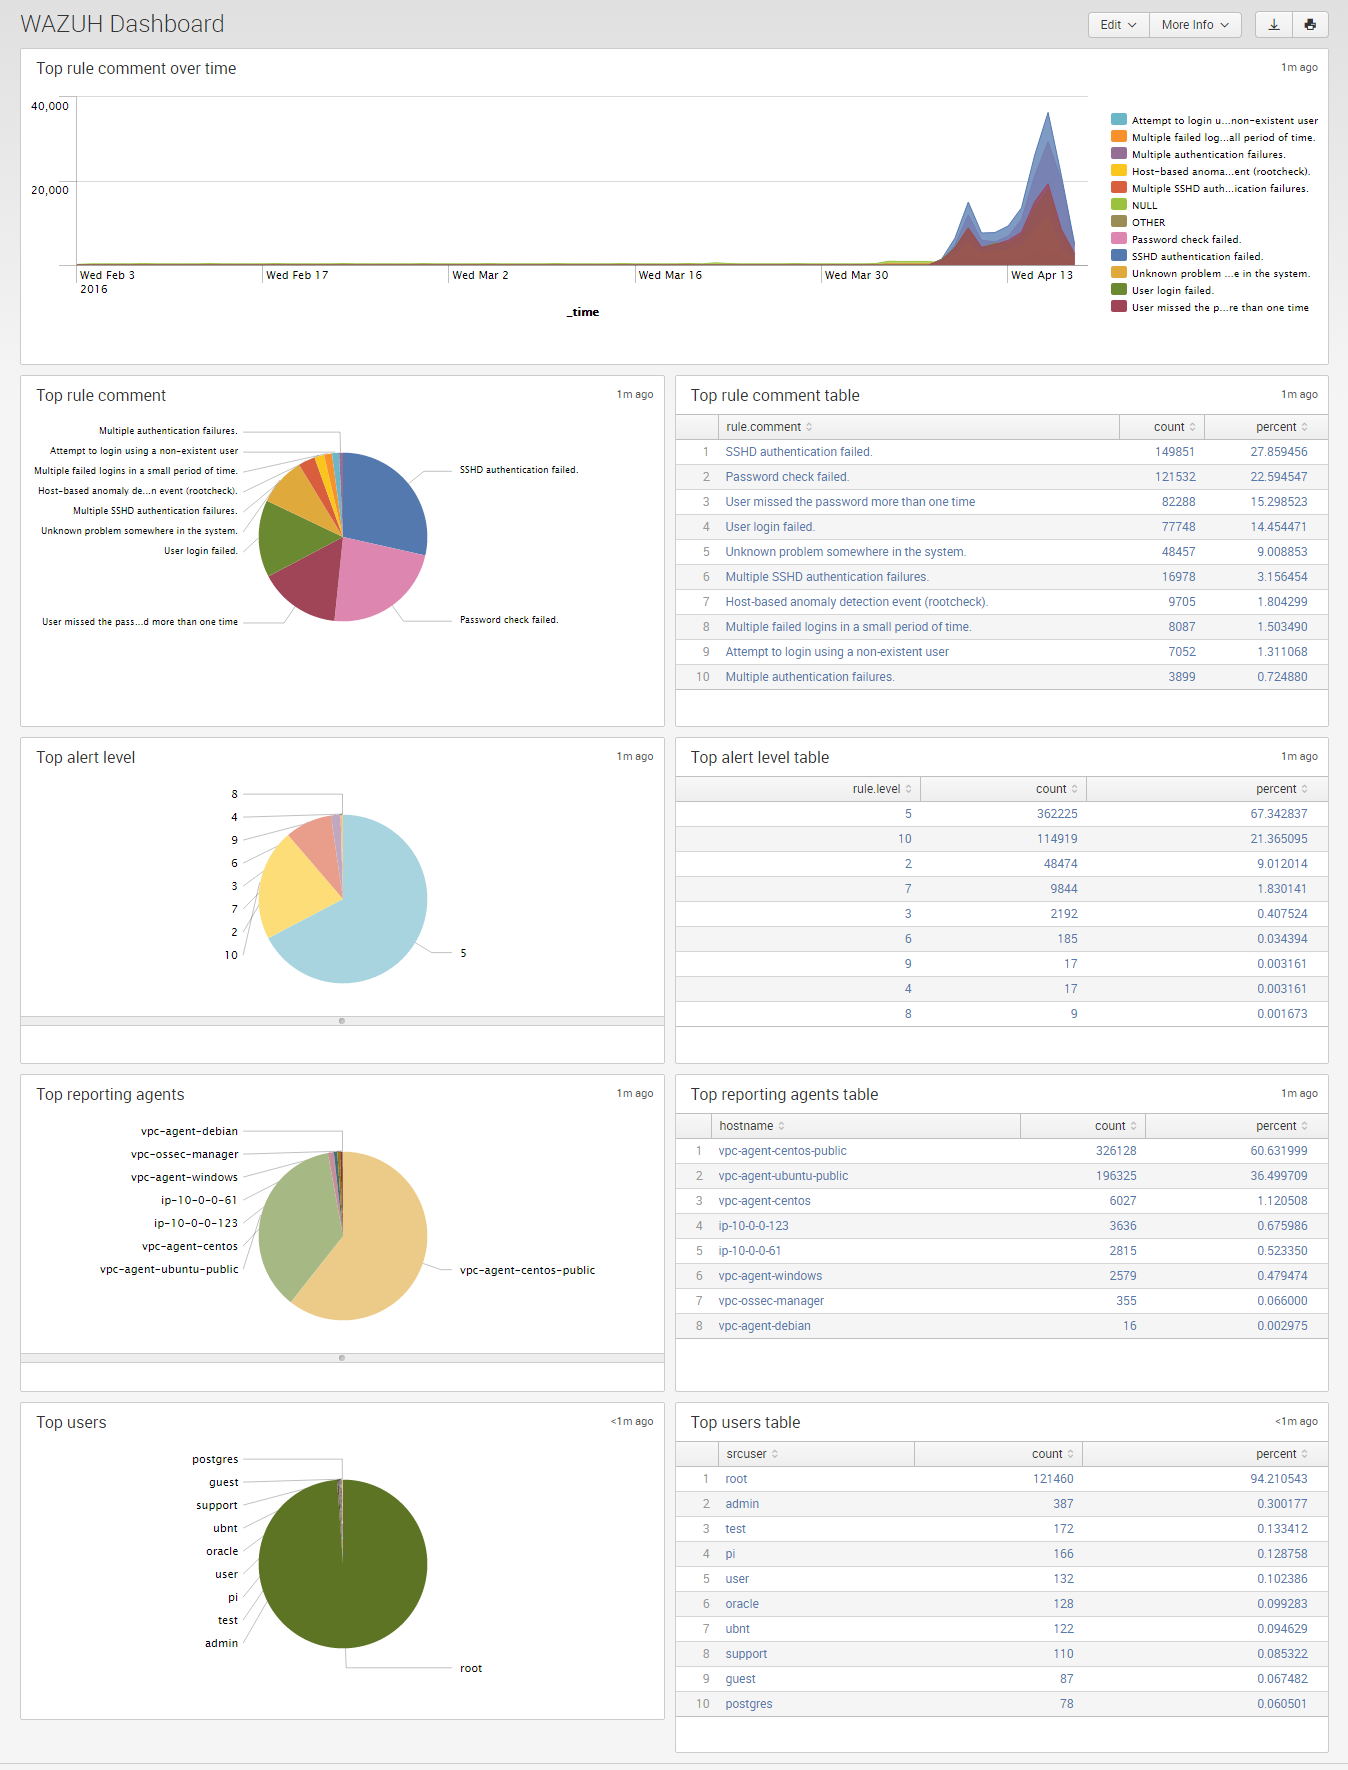 WAZUH Dashboard
Edit
More Info
Top rule comment over time
1m ago
40,000
20,000
Wed Feb 3
2016
Wed Feb 17
Wed Mar 2
Wed Mar 16
Wed Mar 30
Wed Apr 13
_time
Attempt to login u...non-existent user
Multiple failed log...all period of time.
Multiple authentication failures.
Host-based anoma...ent (rootcheck).
Multiple SSHD auth...ication failures.
NULL
OTHER
Password check failed.
SSHD authentication failed.
Unknown problem ...e in the system.
User login failed.
User missed the p...re than one time
Top rule comment
1m ago
Multiple authentication failures.
Attempt to login using a non-existent user
Multiple failed logins in a small period of time.
Host-based anomaly de...n event (rootcheck).
Multiple SSHD authentication failures.
Unknown problem somewhere in the system.
User login failed.
User missed the pass...d more than one time
SSHD authentication failed.
Password check failed.
Top rule comment table
1m ago
rule.comment count percent
1 SSHD authentication failed. 149851 27.859456
2 Password check failed. 121532 22.594547
3 User missed the password more than one time 82288 15.298523
4 User login failed. 77748 14.454471
5 Unknown problem somewhere in the system. 48457 9.008853
6 Multiple SSHD authentication failures. 16978 3.156454
7 Host-based anomaly detection event (rootcheck). 9705 1.804299
8 Multiple failed logins in a small period of time. 8087 1.503490
9 Attempt to login using a non-existent user 7052 1.311068
10 Multiple authentication failures. 3899 0.724880
Top alert level
1m ago
8
4
9
6
3
7
2
10
5
Top alert level table
1m ago
rule.level count percent
5 362225 67.342837
10 114919 21.365095
2 48474 9.012014
7 9844 1.830141
3 2192 0.407524
6 185 0.034394
9 17 0.003161
4 17 0.003161
8 9 0.001673
Top reporting agents
1m ago
vpc-agent-debian
vpc-ossec-manager
vpc-agent-windows
ip-10-0-0-61
ip-10-0-0-123
vpc-agent-centos
vpc-agent-ubuntu-public
vpc-agent-centos-public
Top reporting agents table
1m ago
hostname count percent
1 vpc-agent-centos-public 326128 60.631999
2 vpc-agent-ubuntu-public 196325 36.499709
3 vpc-agent-centos 6027 1.120508
4 ip-10-0-0-123 3636 0.675986
5 ip-10-0-0-61 2815 0.523350
6 vpc-agent-windows 2579 0.479474
7 vpc-ossec-manager 355 0.066000
8 vpc-agent-debian 16 0.002975
Top users
<1m ago
postgres
guest
support
ubnt
oracle
user
pi
test
admin
root
Top users table
<1m ago
srcuser count percent
1 root 121460 94.210543
2 admin 387 0.300177
3 test 172 0.133412
4 pi 166 0.128758
5 user 132 0.102386
6 oracle 128 0.099283
7 ubnt 122 0.094629
8 support 110 0.085322
9 guest 87 0.067482
10 postgres 78 0.060501